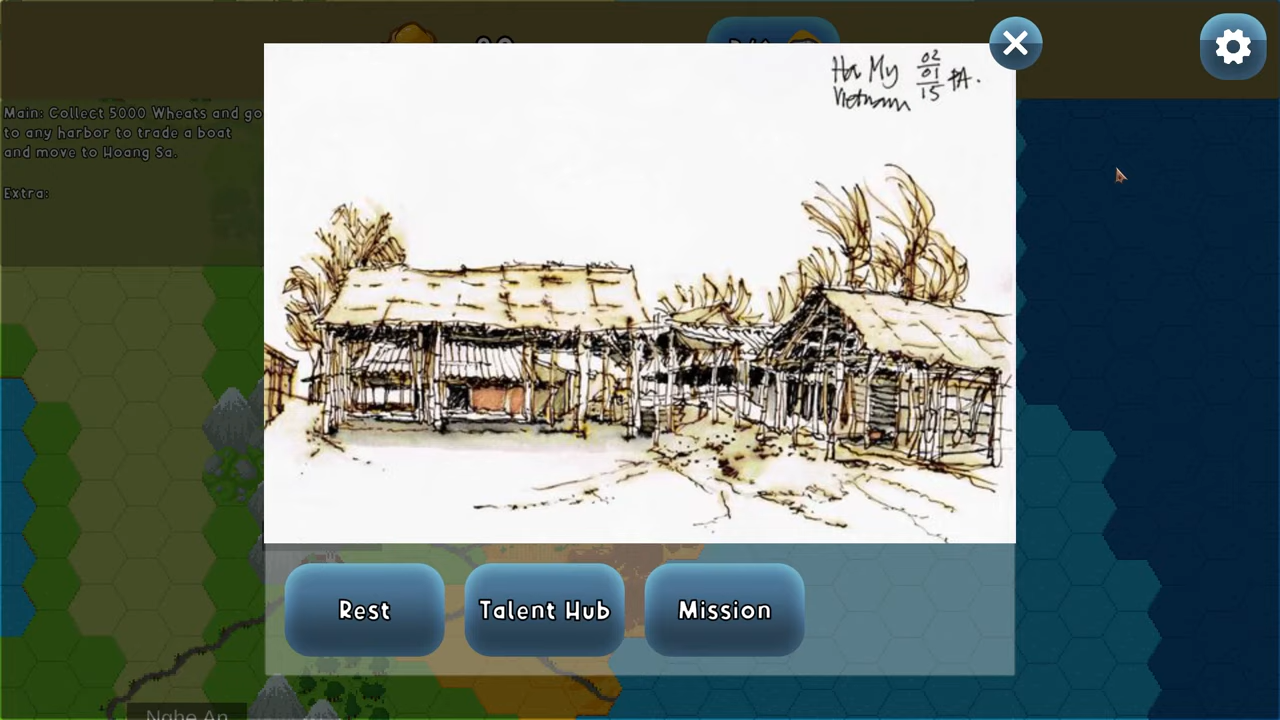 Ha My
Vietnam
02
01
15
Main: Collect 5000 Wheats and go
to any harbor to trade a boat
and move to Hoang Sa.
Extra:
Rest
Talent Hub
Mission
Nghe An